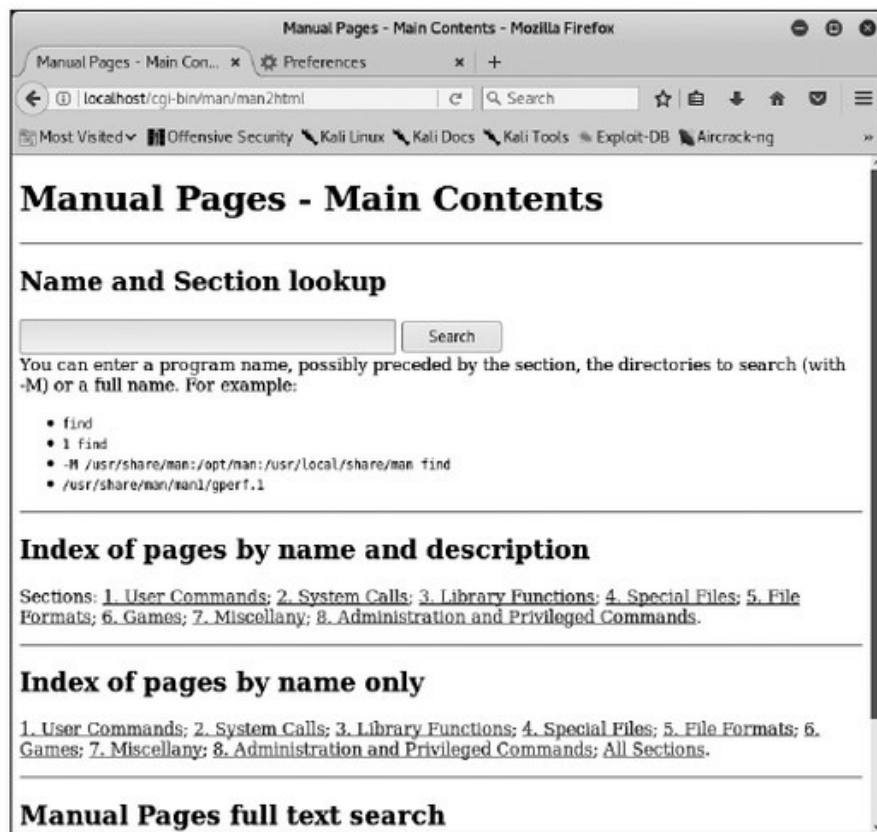 Manual Pages - Main Contents - Mozilla Firefox
Manual Pages - Main Con... × Preferences × +
localhost/cgi-bin/man/man2html Search
Most Visited Offensive Security Kali Linux Kali Docs Kali Tools Exploit-DB Aircrack-ng »
Manual Pages - Main Contents
Name and Section lookup
Search
You can enter a program name, possibly preceded by the section, the directories to search (with
-M) or a full name. For example:
• find
• 1 find
• -M /usr/share/man:/opt/man:/usr/local/share/man find
• /usr/share/man/man1/gperf.1
Index of pages by name and description
Sections: 1. User Commands; 2. System Calls; 3. Library Functions; 4. Special Files; 5. File
Formats; 6. Games; 7. Miscellany; 8. Administration and Privileged Commands.
Index of pages by name only
1. User Commands; 2. System Calls; 3. Library Functions; 4. Special Files; 5. File Formats; 6.
Games; 7. Miscellany; 8. Administration and Privileged Commands; All Sections.
Manual Pages full text search